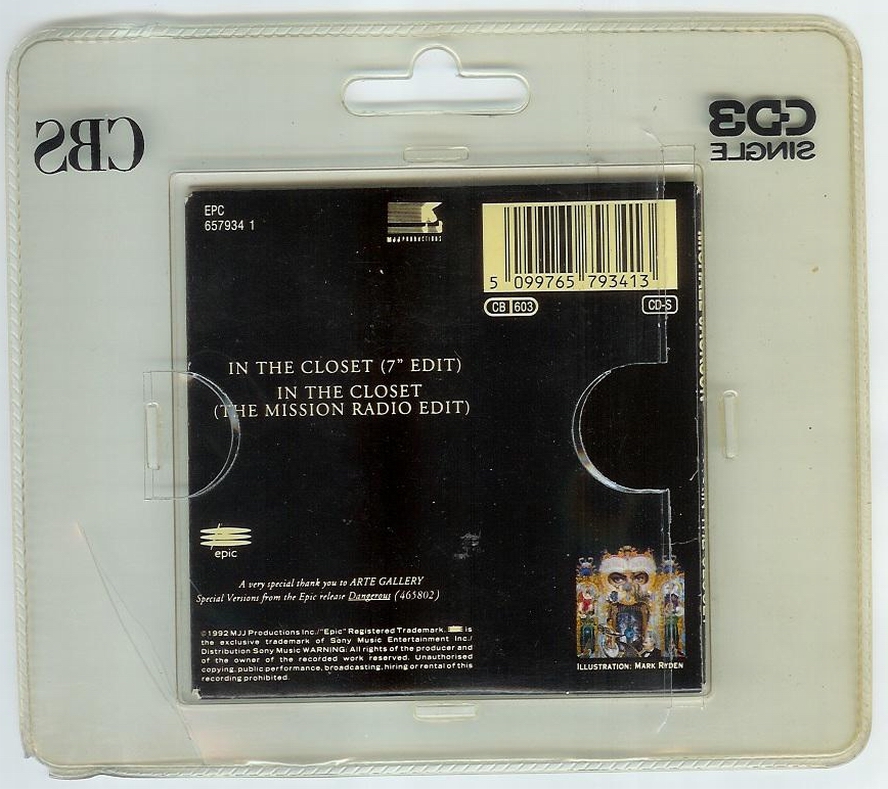 CBS
CD3
SINGLE
EPC
657934 1
MJJ PRODUCTIONS
5 099765 793413
CB 603
CD-S
IN THE CLOSET (7” EDIT)
IN THE CLOSET
(THE MISSION RADIO EDIT)
epic
A very special thank you to ARTE GALLERY
Special Versions from the Epic release Dangerous (465802)
©1992 MJJ Productions Inc./"Epic" Registered Trademark. is
the exclusive trademark of Sony Music Entertainment Inc./
Distribution Sony Music WARNING: All rights of the producer and
of the owner of the recorded work reserved. Unauthorised
copying, public performance, broadcasting, hiring or rental of this
recording prohibited.
ILLUSTRATION: MARK RYDEN